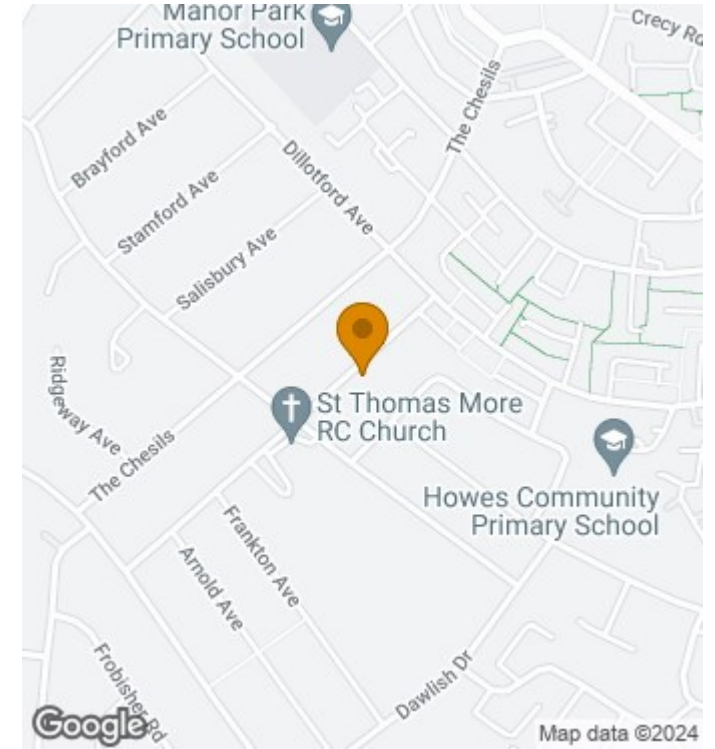 Manor Park
Primary School
Crecy Rd
The Chesils
Brayford Ave
Dillotford Ave
Stamford Ave
Salisbury Ave
Ridgeway Ave
St Thomas More
RC Church
The Chesils
Howes Community
Primary School
Frankton Ave
Arnold Ave
Frobisher Rd
Dawlish Dr
Google
Map data ©2024